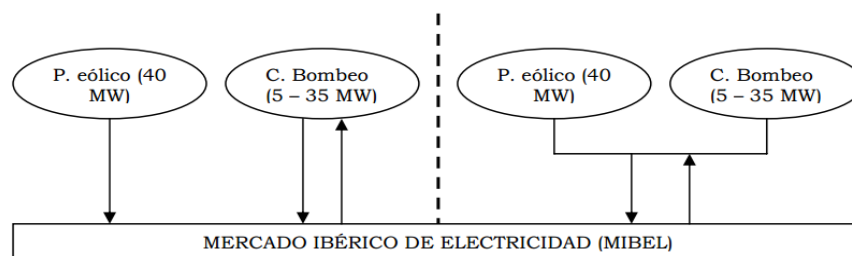 P. eólico (40
MW)
C. Bombeo
(5 – 35 MW)
P. eólico (40
MW)
C. Bombeo
(5 – 35 MW)
MERCADO IBÉRICO DE ELECTRICIDAD (MIBEL)